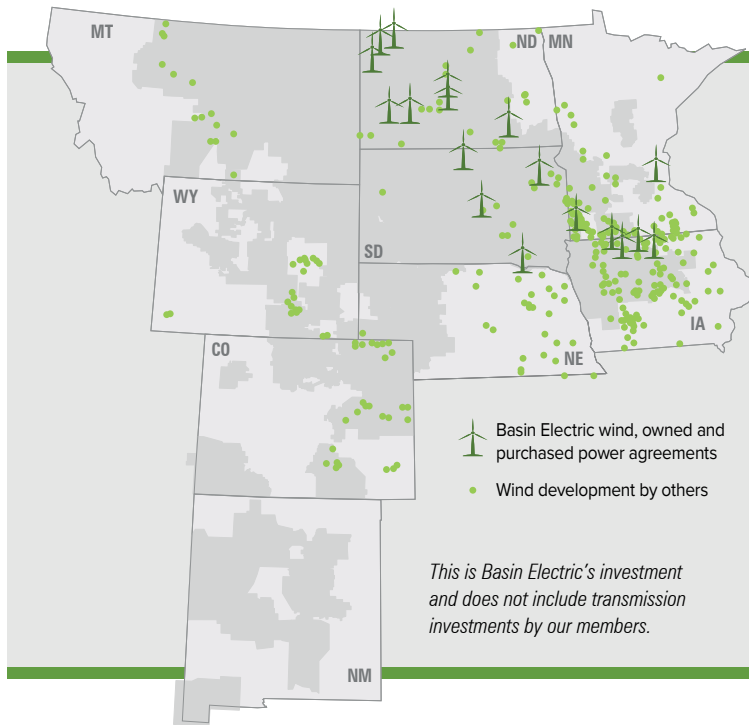 MT
ND
MN
WY
SD
IA
NE
CO
Basin Electric wind, owned and
purchased power agreements
Wind development by others
This is Basin Electric’s investment
and does not include transmission
investments by our members.
NM